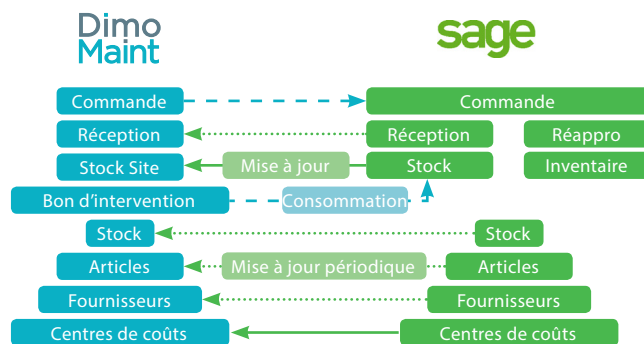 Dimo
Maint
sage
Commande Commande
Réception Réception Réappro
Stock Site Mise à jour Stock Inventaire
Bon d'intervention Consommation
Stock Stock
Articles Mise à jour périodique Articles
Fournisseurs Fournisseurs
Centres de coûts Centres de coûts